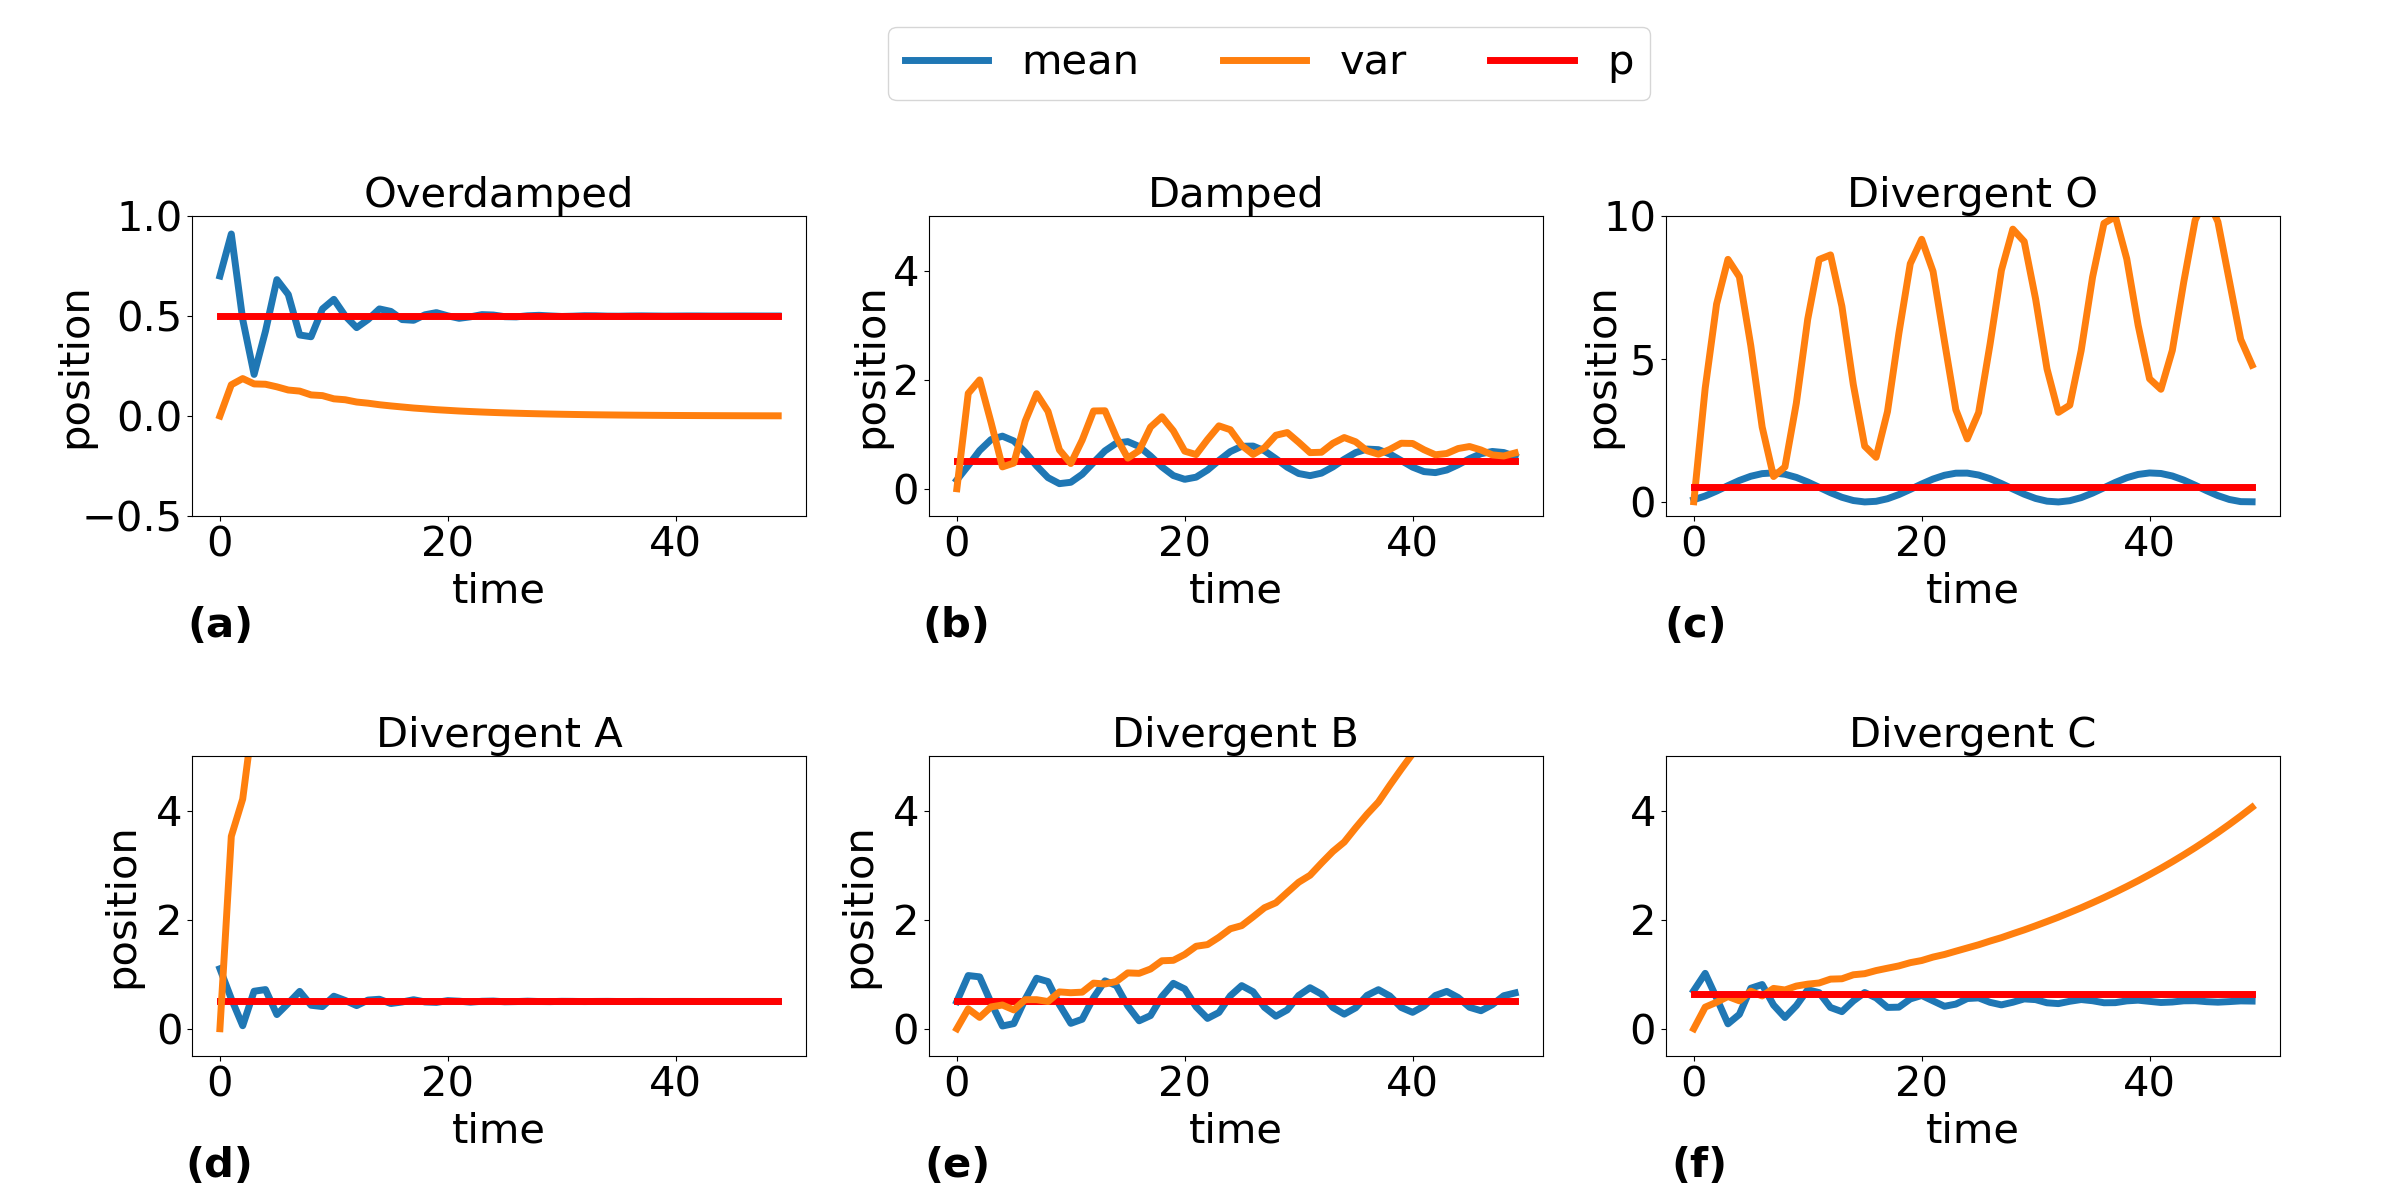 mean var p
Overdamped
1.0
0.5
0.0
−0.5
position
0 20 40
time
(a)
Damped
4
2
0
position
0 20 40
time
(b)
Divergent O
10
5
0
position
0 20 40
time
(c)
Divergent A
4
2
0
position
0 20 40
time
(d)
Divergent B
4
2
0
position
0 20 40
time
(e)
Divergent C
4
2
0
0 20 40
time
(f)